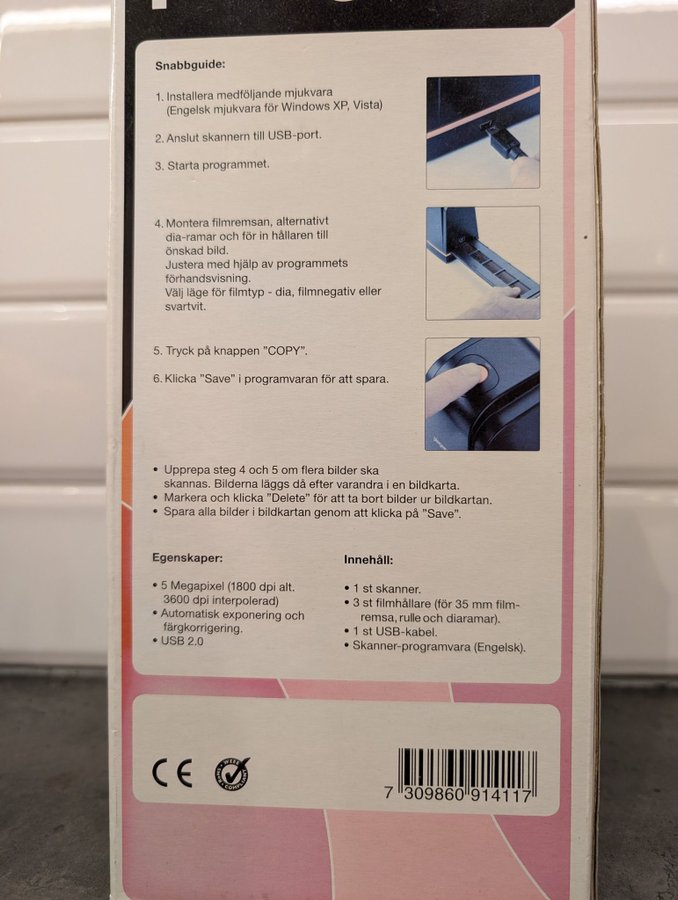 Snabbguide:
1. Installera medföljande mjukvara
(Engelsk mjukvara för Windows XP, Vista)
2. Anslut skannern till USB-port.
3. Starta programmet.
4. Montera filmremsan, alternativt
dia-ramar och för in hållaren till
önskad bild.
Justera med hjälp av programmets
förhandsvisning.
Välj läge för filmtyp - dia, filmnegativ eller
svartvit.
5. Tryck på knappen "COPY".
6. Klicka "Save" i programvaran för att spara.
• Upprepa steg 4 och 5 om flera bilder ska
skannas. Bilderna läggs då efter varandra i en bildkarta.
• Markera och klicka "Delete" för att ta bort bilder ur bildkartan.
• Spara alla bilder i bildkartan genom att klicka på "Save".
Egenskaper:
• 5 Megapixel (1800 dpi alt.
3600 dpi interpolerad)
• Automatisk exponering och
färgkorrigering.
• USB 2.0
Innehåll:
• 1 st skanner.
• 3 st filmhållare (för 35 mm film-
remsa, rulle och diaramar).
• 1 st USB-kabel.
• Skanner-programvara (Engelsk).
CE
7 309860 914117